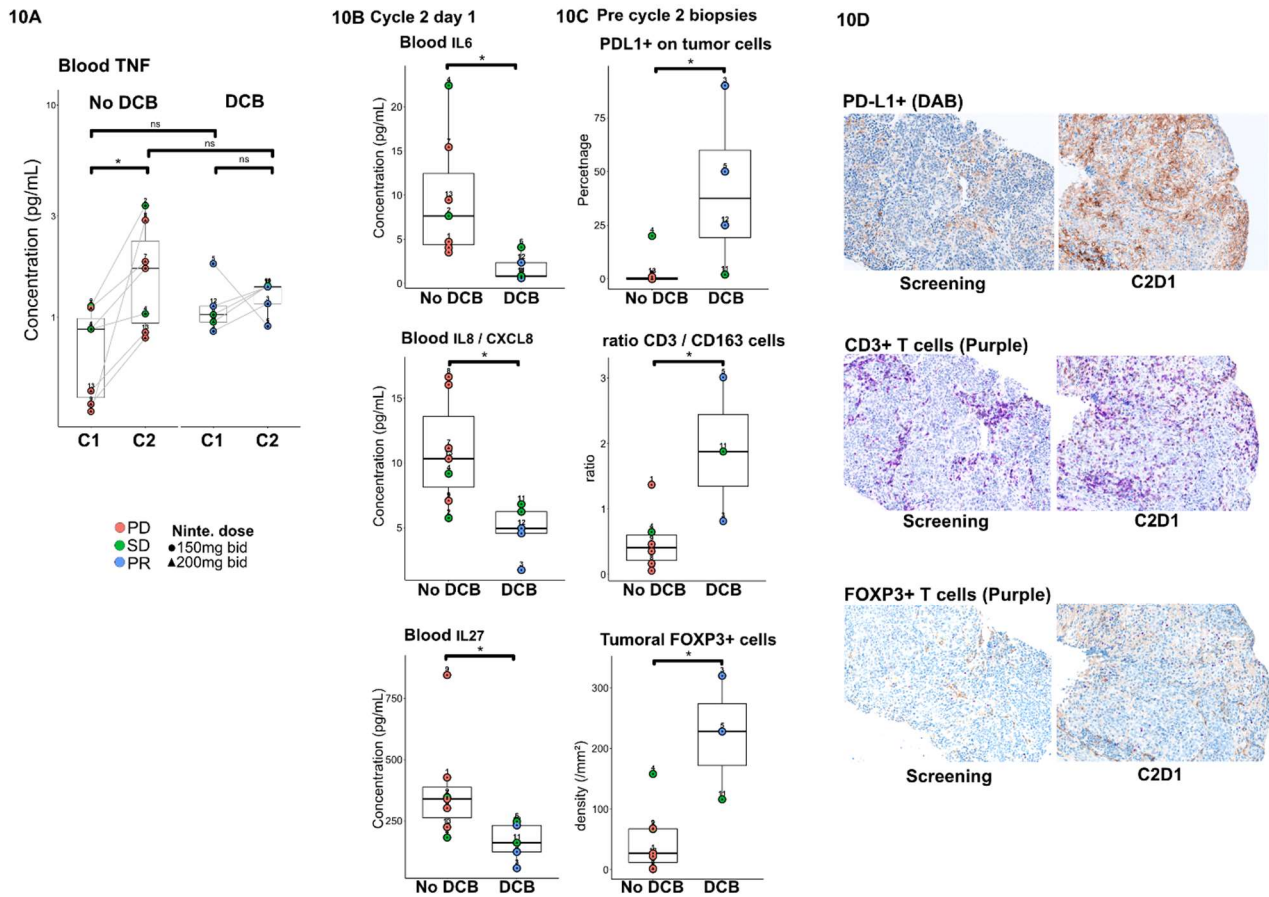 10A
Blood TNF
No DCB DCB
ns
ns
* ns
Concentration (pg/mL)
10
3
1
C1 C2 C1 C2
PD
SD
PR
Ninte. dose
150mg bid
200mg bid
10B Cycle 2 day 1
Blood IL6
*
Concentration (pg/mL)
20
15
10
5
0
No DCB DCB
Blood IL8 / CXCL8
*
Concentration (pg/mL)
15
10
5
No DCB DCB
Blood IL27
*
Concentration (pg/mL)
750
500
250
No DCB DCB
10C Pre cycle 2 biopsies
PDL1+ on tumor cells
*
Percetnage
75
50
25
0
No DCB DCB
ratio CD3 / CD163 cells
*
ratio
3
2
1
0
No DCB DCB
Tumoral FOXP3+ cells
*
density (/mm²)
300
200
100
0
No DCB DCB
10D
PD-L1+ (DAB)
Screening C2D1
CD3+ T cells (Purple)
Screening C2D1
FOXP3+ T cells (Purple)
Screening C2D1